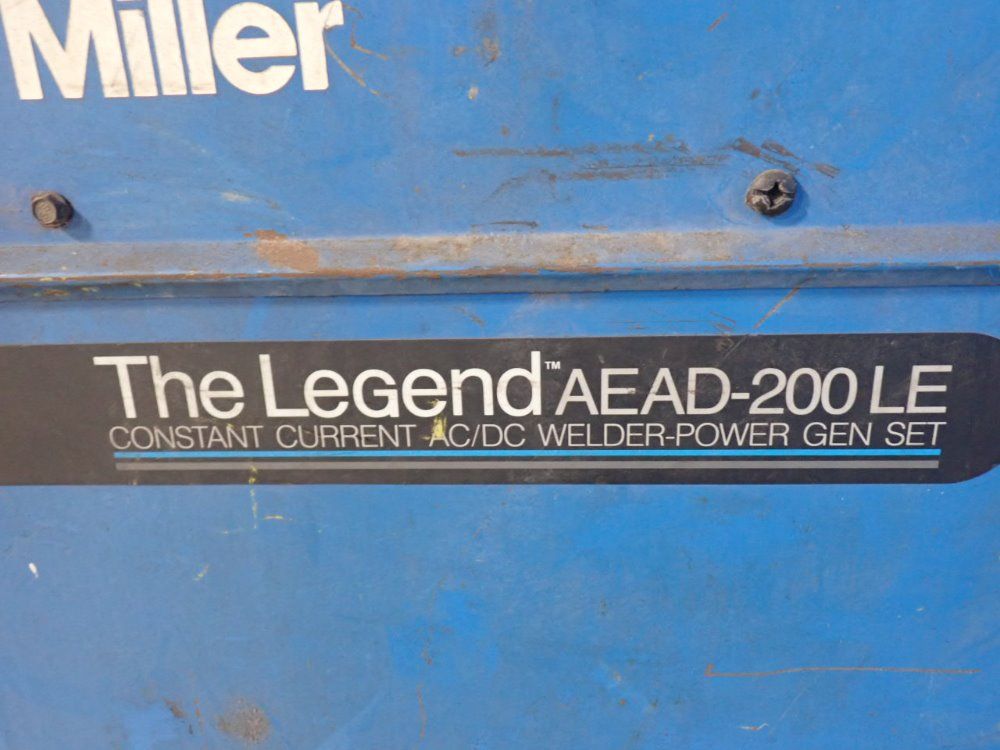 Miller
The Legend™ AEAD-200 LE
CONSTANT CURRENT AC/DC WELDER-POWER GEN SET